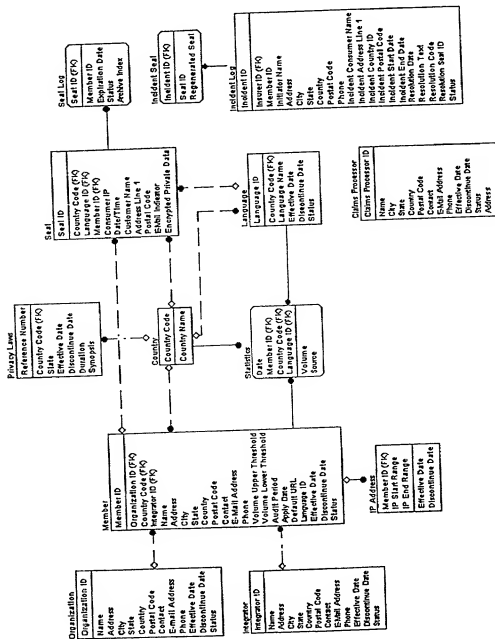 Organization
Organization ID
Name
Address
City
State
Country
Postal Code
Contact
E-mail Address
Phone
Effective Date
Discontinue Date
Status
Integrator
Integrator ID
Name
Address
City
State
Country
Postal Code
Contact
E-Mail Address
Phone
Effective Date
Discontinue Date
Status
Member
Member ID
Organization ID (FK)
Country Code (FK)
Integrator ID (FK)
Name
Address
City
State
Country
Postal Code
Contact
E-Mail Address
Phone
Volume Upper Threshold
Volume Lower Threshold
Audit Period
Apply Date
Default URL
Language ID
Effective Date
Discontinue Date
Status
IP Address
Member ID (FK)
IP Start Range
IP End Range
Effective Date
Discontinue Date
Privacy Laws
Reference Number
Country Code (FK)
State
Effective Date
Discontinue Date
Duration
Synopsis
Country
Country Code
Country Name
Statistics
Date
Member ID (FK)
Country Code (FK)
Language ID (FK)
Volume
Source
Seal
Seal ID
Country Code (FK)
Language ID (FK)
Member ID (FK)
Consumer IP
Date/Time
Customer Name
Address Line 1
Postal Code
E-Mail Indicator
Encrypted Private Data
Language
Language ID
Country Code (FK)
Language Name
Effective Date
Discontinue Date
Status
Claims Processor
Claims Processor ID
Name
City
State
Country
Postal Code
Contact
E-Mail Address
Phone
Effective Date
Discontinue Date
Status
Address
Seal Log
Seal ID (FK)
Member ID
Expiration Date
Status
Archive Index
Incident Seal
Incident ID (FK)
Seal ID
Regenerated Seal
Incident Log
Incident ID
Insurer ID (FK)
Member ID
Initiator Name
Address
City
State
Country
Postal Code
Phone
Incident Consumer Name
Incident Address Line 1
Incident Country ID
Incident Postal Code
Incident Start Date
Incident End Date
Resolution Date
Resolution Text
Resolution Code
Resolution Seal ID
Status